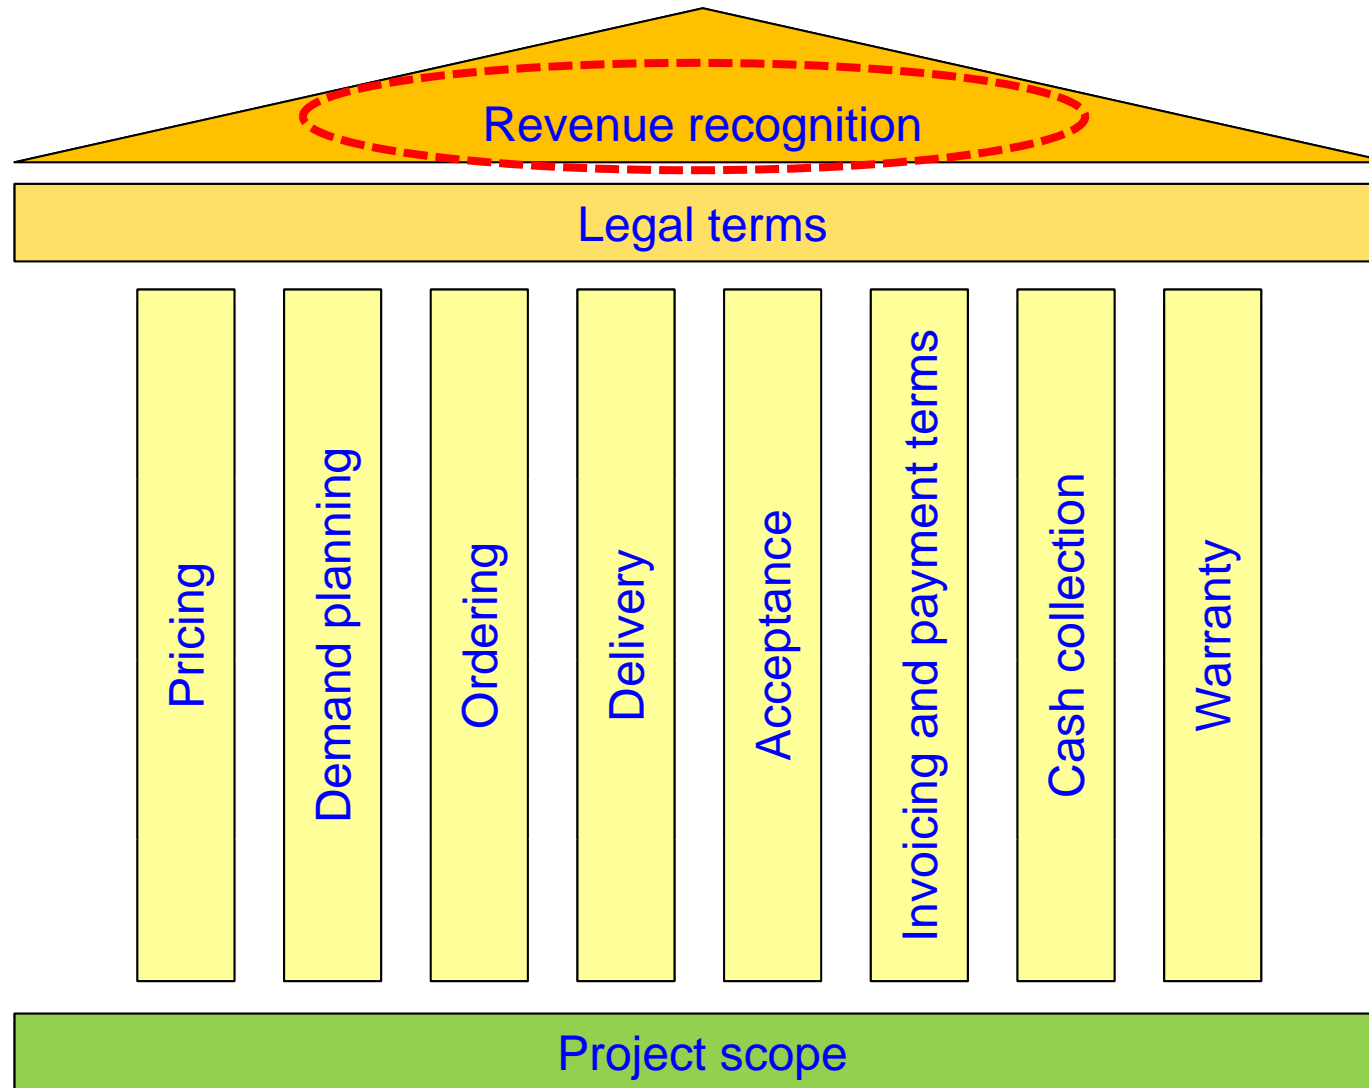 Revenue recognition
Legal terms
Pricing
Demand planning
Ordering
Delivery
Acceptance
Invoicing and payment terms
Cash collection
Warranty
Project scope